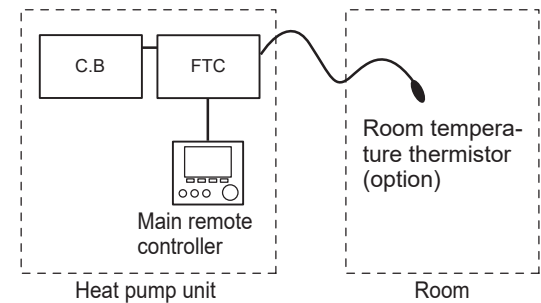 C.B
FTC
Room tempera-
ture thermistor
(option)
Main remote
controller
Heat pump unit
Room